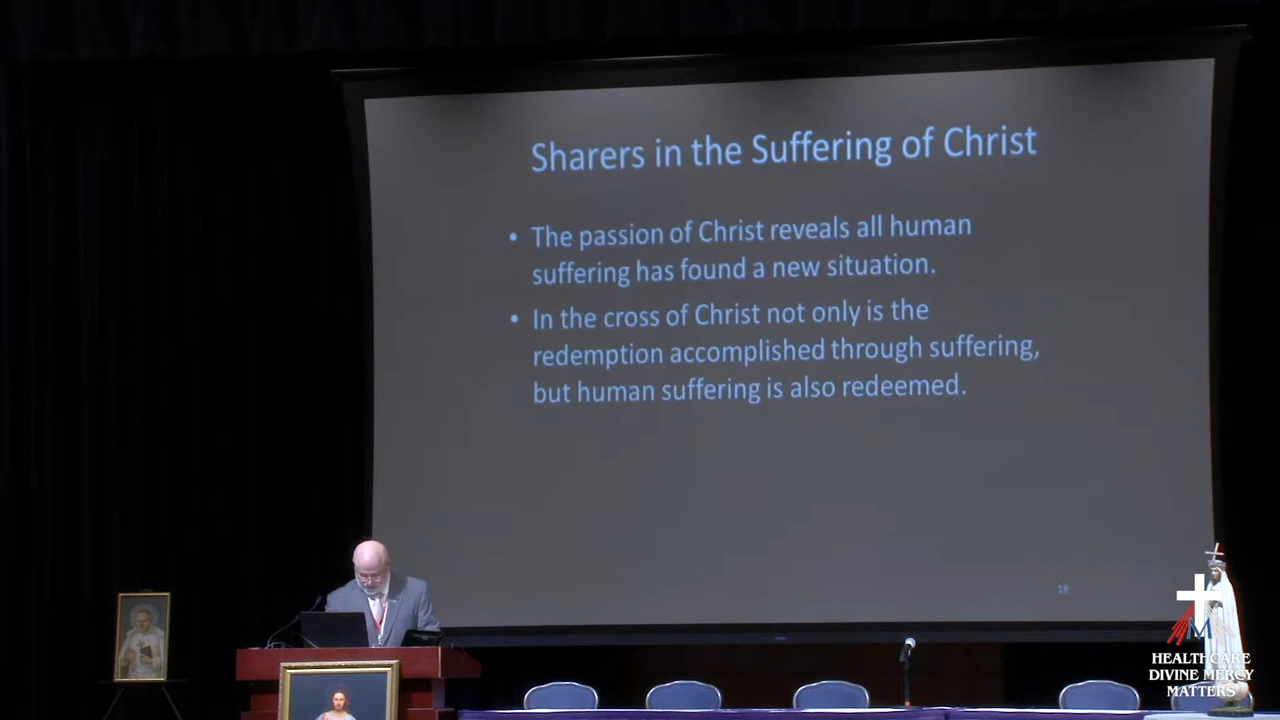 Sharers in the Suffering of Christ
• The passion of Christ reveals all human
suffering has found a new situation.
• In the cross of Christ not only is the
redemption accomplished through suffering,
but human suffering is also redeemed.
18
HEALTHCARE
DIVINE MERCY
MATTERS